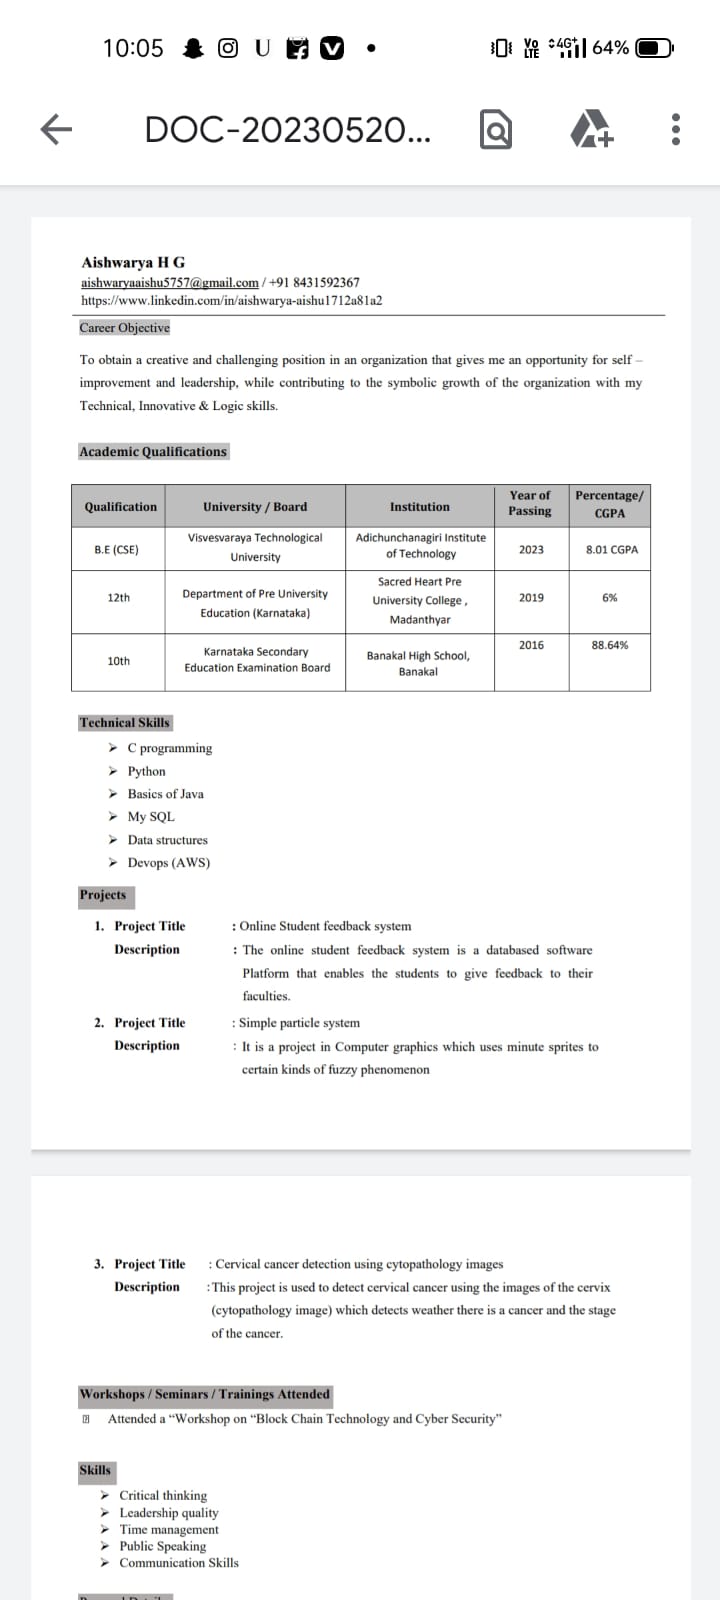 10:05 U VO LTE 4G+ 64%
DOC-20230520...
Aishwarya H G
aishwaryaaishu5757@gmail.com / +91 8431592367
https://www.linkedin.com/in/aishwarya-aishu1712a81a2
Career Objective
To obtain a creative and challenging position in an organization that gives me an opportunity for self –
improvement and leadership, while contributing to the symbolic growth of the organization with my
Technical, Innovative & Logic skills.
Academic Qualifications
Qualification University / Board Institution Year of Passing Percentage/ CGPA
B.E (CSE) Visvesvaraya Technological University Adichunchanagiri Institute of Technology 2023 8.01 CGPA
12th Department of Pre University Education (Karnataka) Sacred Heart Pre University College , Madanthyar 2019 6%
10th Karnataka Secondary Education Examination Board Banakal High School, Banakal 2016 88.64%
Technical Skills
➢ C programming
➢ Python
➢ Basics of Java
➢ My SQL
➢ Data structures
➢ Devops (AWS)
Projects
1. Project Title : Online Student feedback system
Description : The online student feedback system is a databased software
Platform that enables the students to give feedback to their
faculties.
2. Project Title : Simple particle system
Description : It is a project in Computer graphics which uses minute sprites to
certain kinds of fuzzy phenomenon
3. Project Title : Cervical cancer detection using cytopathology images
Description :This project is used to detect cervical cancer using the images of the cervix
(cytopathology image) which detects weather there is a cancer and the stage
of the cancer.
Workshops / Seminars / Trainings Attended
Attended a “Workshop on “Block Chain Technology and Cyber Security”
Skills
➢ Critical thinking
➢ Leadership quality
➢ Time management
➢ Public Speaking
➢ Communication Skills